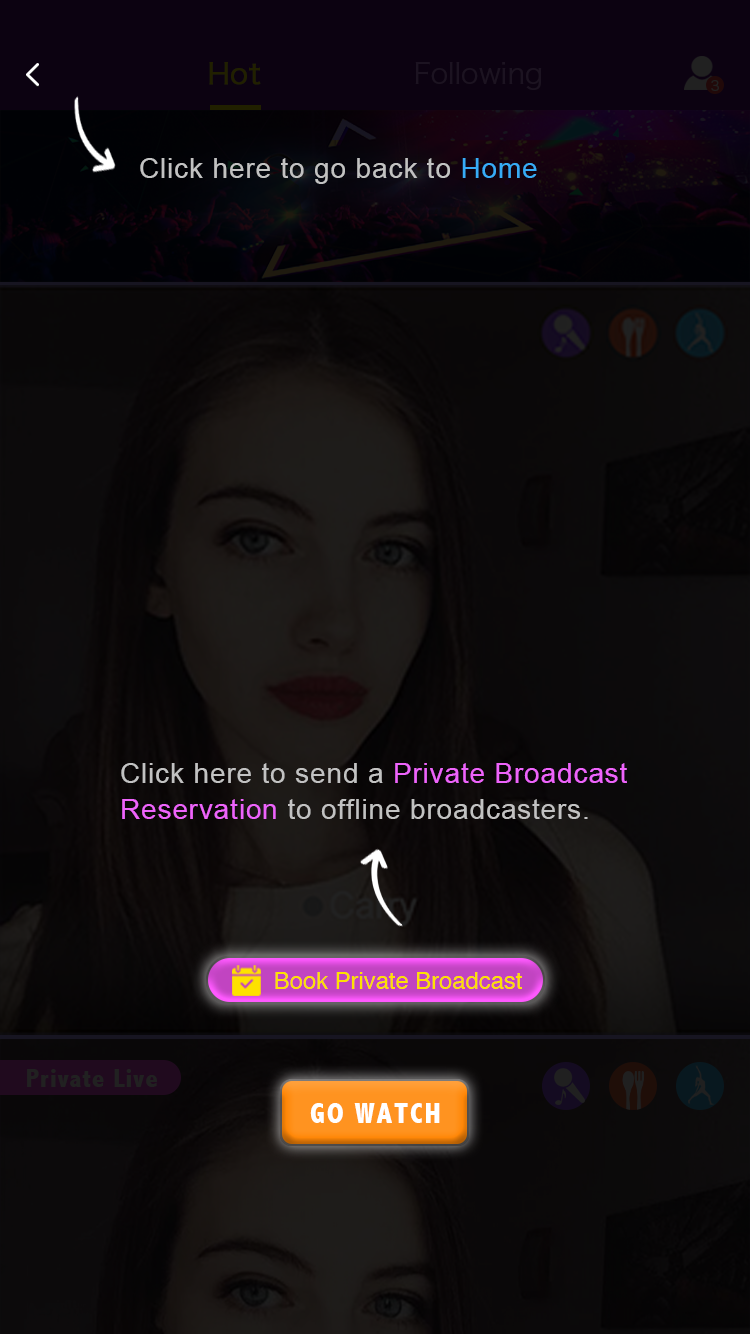 Hot Following
3
Click here to go back to Home
Click here to send a Private Broadcast
Reservation to offline broadcasters.
Book Private Broadcast
Private Live
GO WATCH